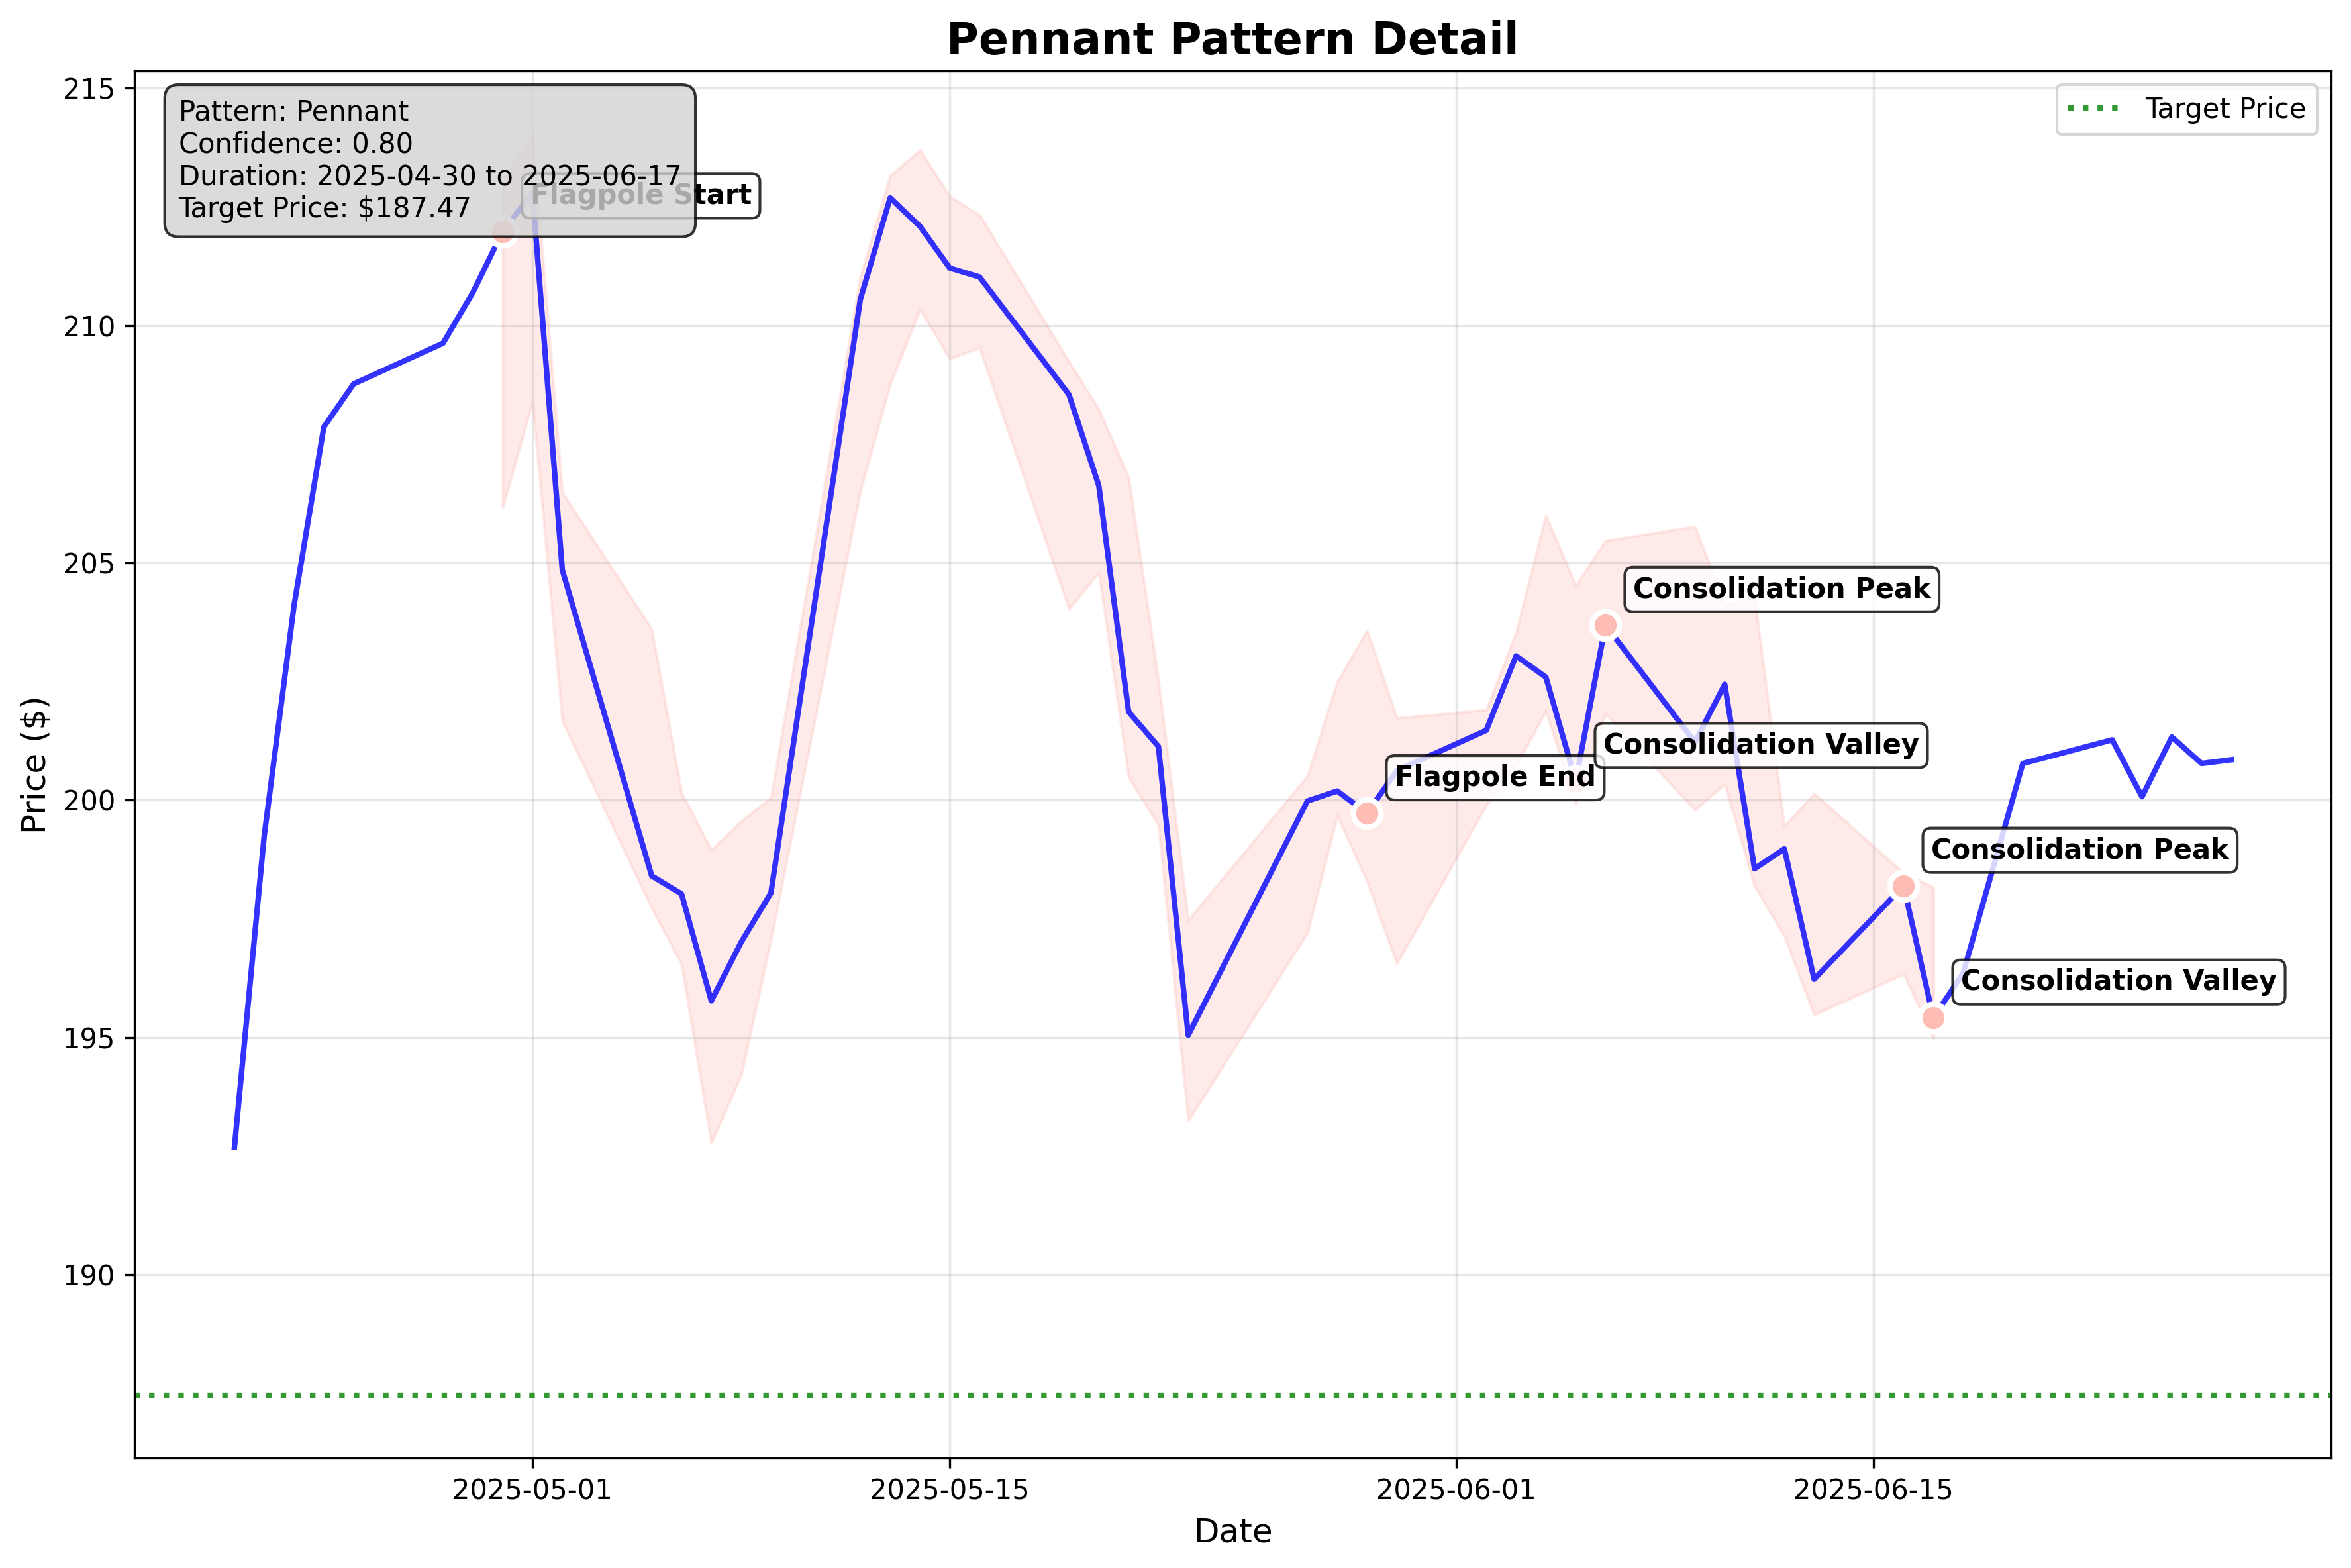 Pennant Pattern Detail
Pattern: Pennant
Confidence: 0.80
Duration: 2025-04-30 to 2025-06-17
Target Price: $187.47
Target Price
Flagpole Start
Consolidation Peak
Consolidation Valley
Flagpole End
Consolidation Peak
Consolidation Valley
215
210
205
200
195
190
Price ($)
2025-05-01
2025-05-15
2025-06-01
2025-06-15
Date